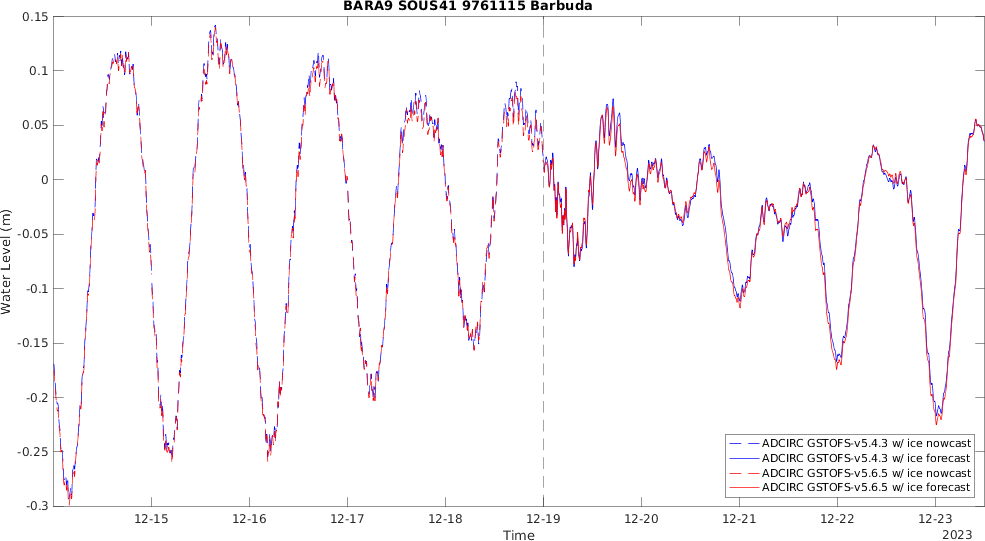 BARA9 SOUS41 9761115 Barbuda
0.15
0.1
0.05
0
-0.05
-0.1
-0.15
-0.2
-0.25
-0.3
Water Level (m)
ADCIRC GSTOFS-v5.4.3 w/ ice nowcast
ADCIRC GSTOFS-v5.4.3 w/ ice forecast
ADCIRC GSTOFS-v5.6.5 w/ ice nowcast
ADCIRC GSTOFS-v5.6.5 w/ ice forecast
12-15 12-16 12-17 12-18 12-19 12-20 12-21 12-22 12-23
Time
2023